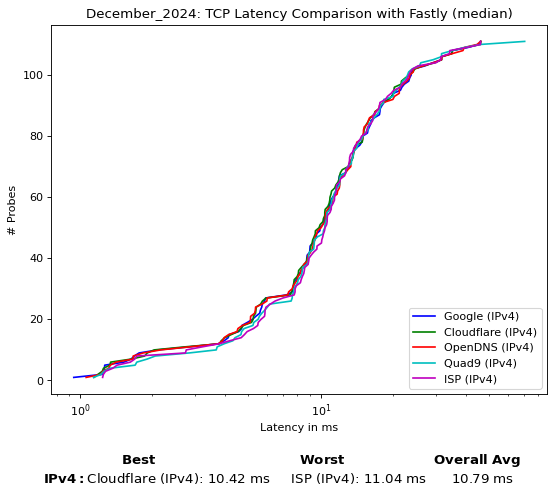 December_2024: TCP Latency Comparison with Fastly (median)
100
80
60
40
20
0
# Probes
10⁰
10¹
Latency in ms
Google (IPv4)
Cloudflare (IPv4)
OpenDNS (IPv4)
Quad9 (IPv4)
ISP (IPv4)
Best Worst Overall Avg
IPv4: Cloudflare (IPv4): 10.42 ms ISP (IPv4): 11.04 ms 10.79 ms